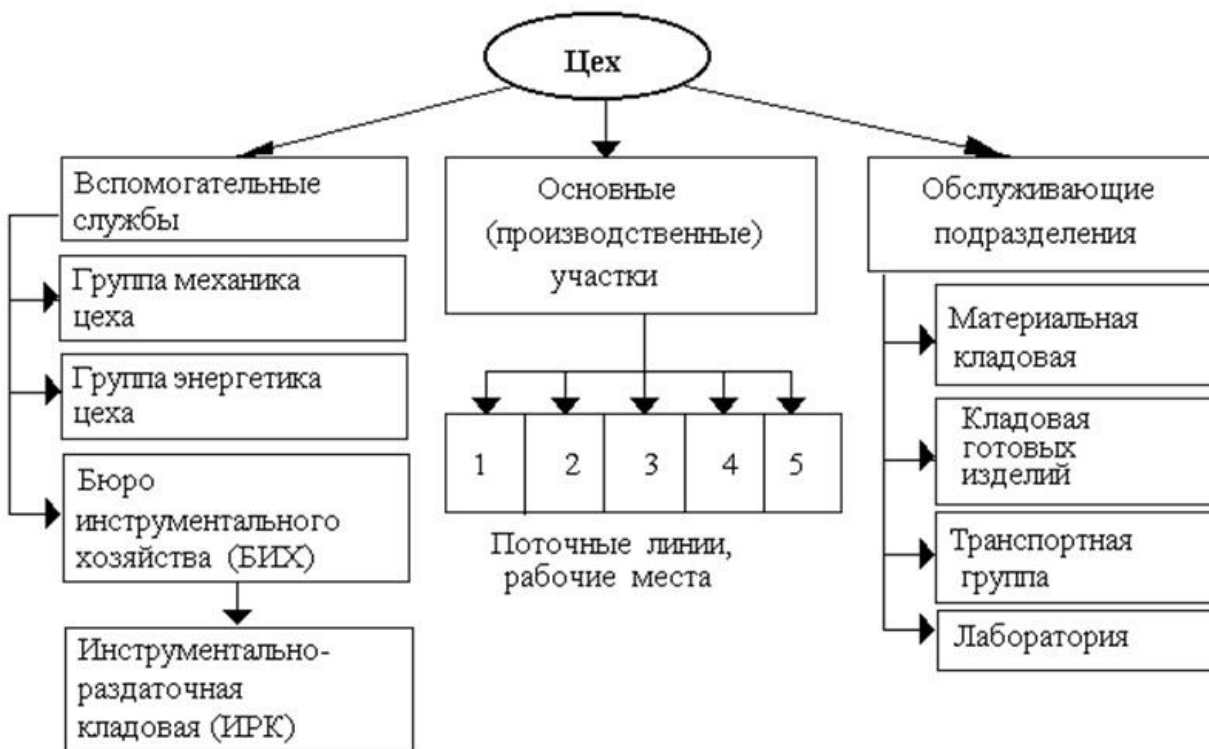 Цех
Вспомогательные
службы
Группа механика
цеха
Группа энергетика
цеха
Бюро
инструментального
хозяйства (БИХ)
Инструментально-
раздаточная
кладовая (ИРК)
Основные
(производственные)
участки
1 2 3 4 5
Поточные линии,
рабочие места
Обслуживающие
подразделения
Материальная
кладовая
Кладовая
готовых
изделий
Транспортная
группа
Лаборатория